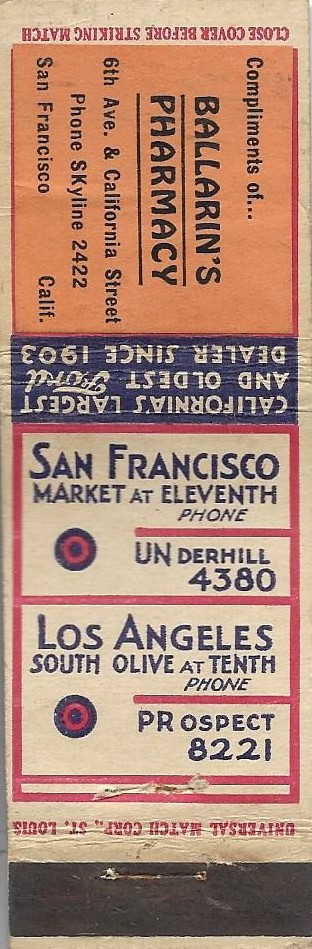 CLOSE COVER BEFORE STRIKING MATCH
Compliments of...
BALLARIN'S
PHARMACY
6th Ave. & California Street
Phone SKyline 2422
San Francisco Calif.
CALIFORNIA'S LARGEST
AND OLDEST Ford
DEALER SINCE 1903
SAN FRANCISCO
MARKET AT ELEVENTH
PHONE
UNDERHILL
4380
LOS ANGELES
SOUTH OLIVE AT TENTH
PHONE
PROSPECT
8221
UNIVERSAL MATCH CORP., ST. LOUIS